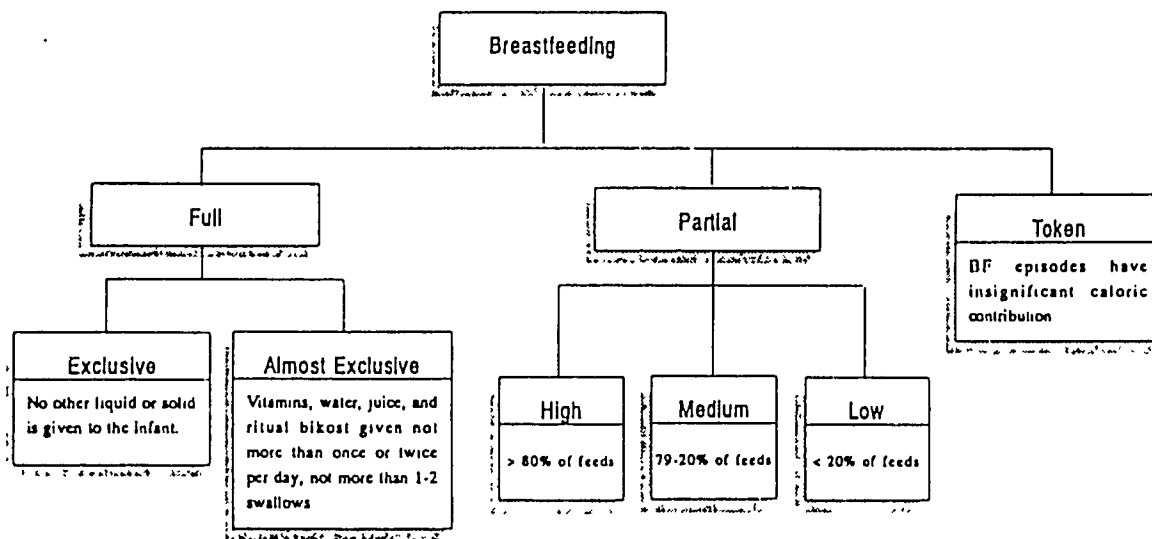 Breastfeeding
Full
Partial
Token
BF episodes have
insignificant caloric
contribution
Exclusive
No other liquid or solid
is given to the infant.
Almost Exclusive
Vitamins, water, juice, and
ritual bikost given not
more than once or twice
per day, not more than 1-2
swallows
High
> 80% of feeds
Medium
79-20% of feeds
Low
< 20% of feeds